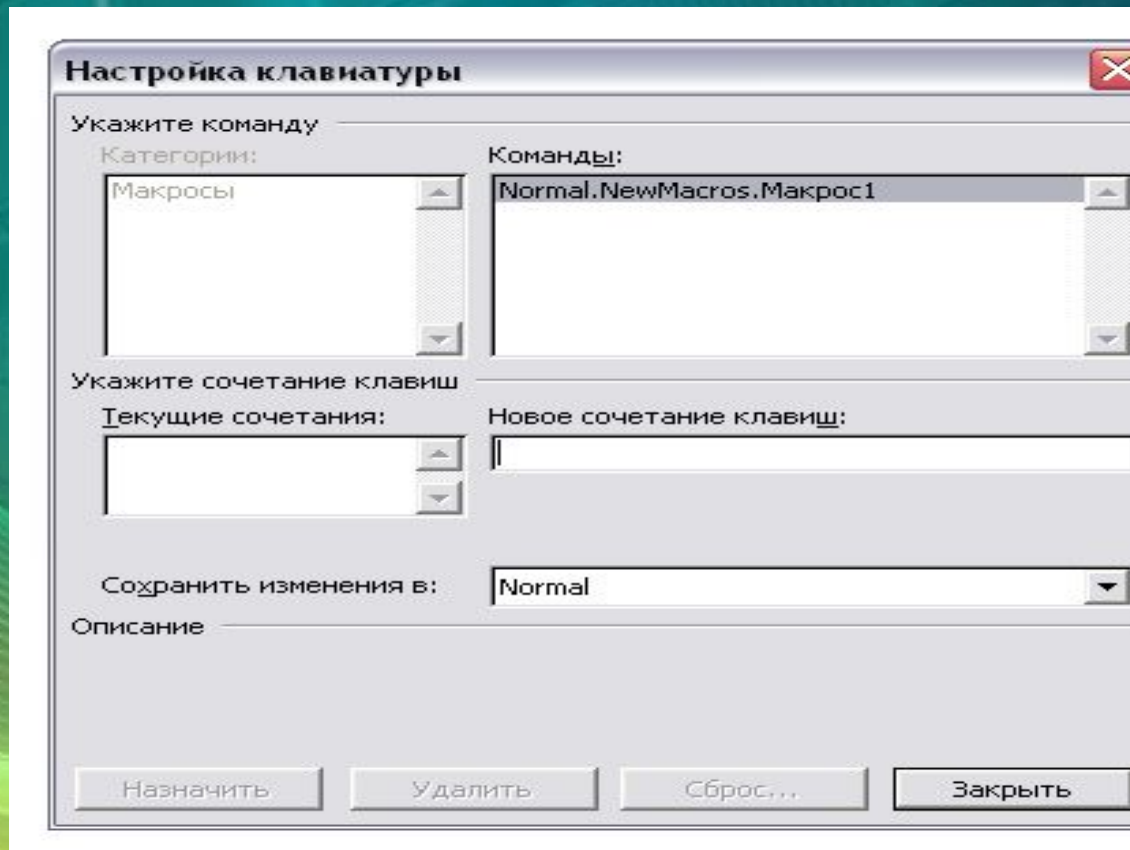 Настройка клавиатуры
Укажите команду
Категории:
Команды:
Макросы
Normal.NewMacros.Макрос1
Укажите сочетание клавиш
Текущие сочетания:
Новое сочетание клавиш:
Сохранить изменения в:
Normal
Описание
Назначить
Удалить
Сброс...
Закрыть